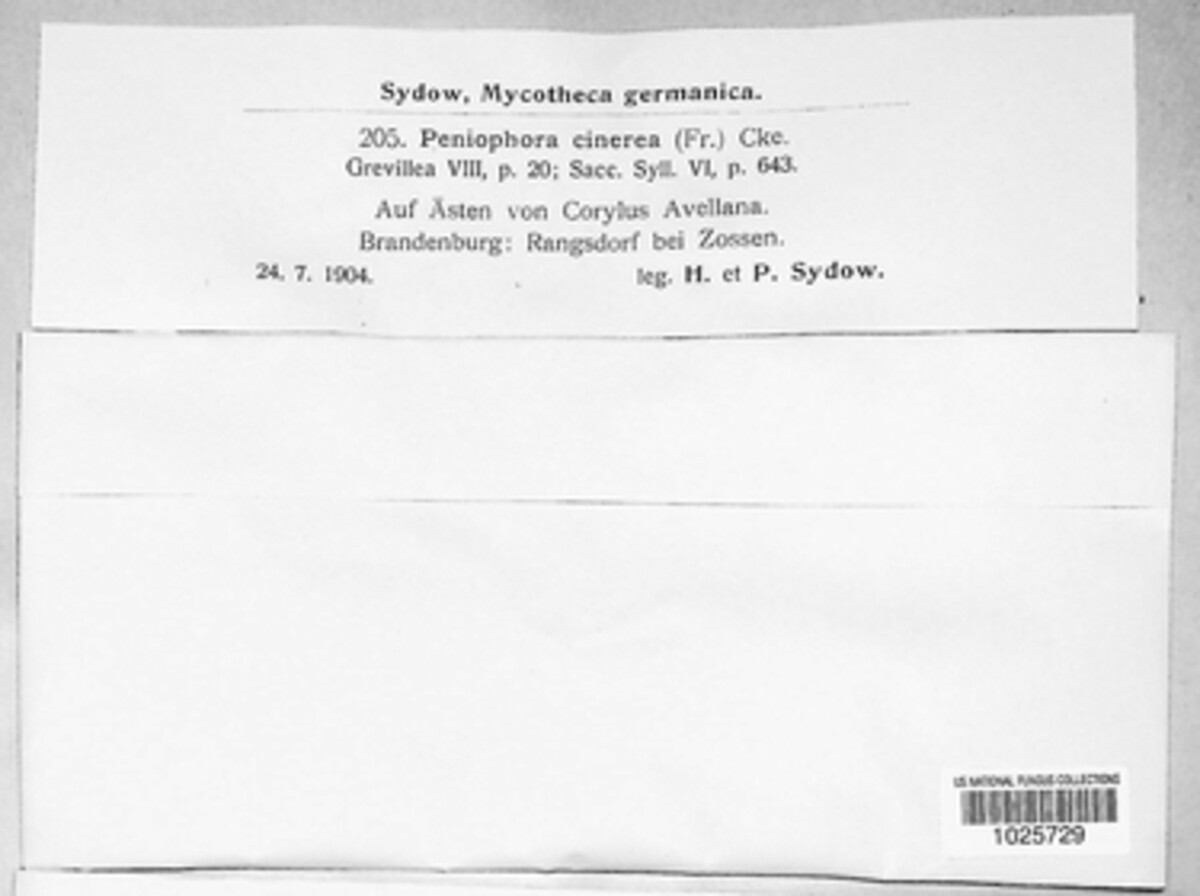 Sydow, Mycotheca germanica.
205. Peniophora cinerea (Fr.) Cke.
Grevillea VIII, p. 20; Sacc. Syll. VI, p. 643.
Auf Ästen von Corylus Avellana.
Brandenburg: Rangsdorf bei Zossen.
24. 7. 1904. leg. H. et P. Sydow.
US NATIONAL FUNGUS COLLECTIONS
1025729